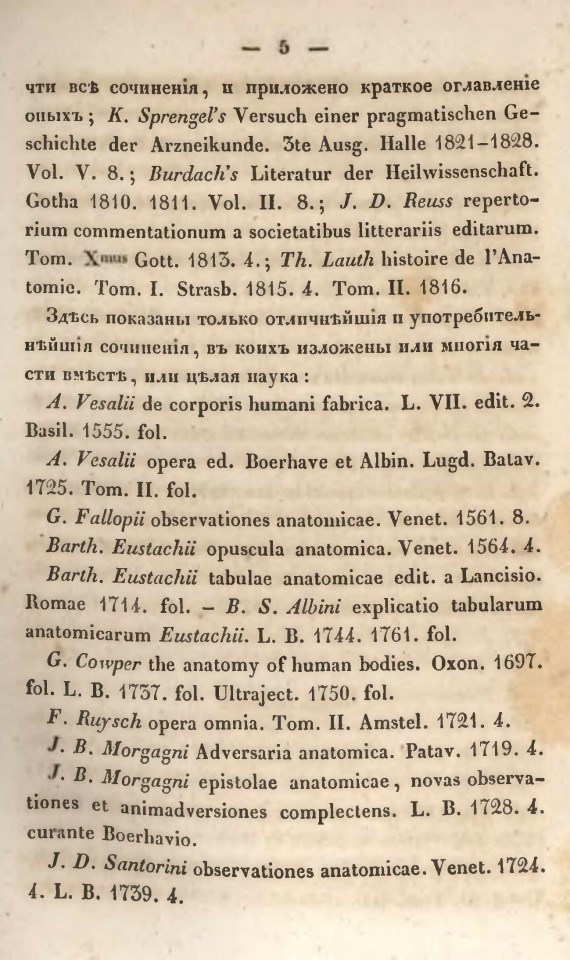 — 5 —
чти всѣ сочиненія, и приложено краткое оглавленіе
оныхъ; K. Sprengel's Versuch einer pragmatischen Ge-
schichte der Arzneikunde. 3te Ausg. Halle 1821–1828.
Vol. V. 8.; Burdach's Literatur der Heilwissenschaft.
Gotha 1810. 1811. Vol. II. 8.; J. D. Reuss reperto-
rium commentationum a societatibus litterariis editarum.
Tom. Xmus Gott. 1813. 4.; Th. Lauth histoire de l'Ana-
tomie. Tom. I. Strasb. 1815. 4. Tom. II. 1816.
Здѣсь показаны только отличнѣйшія и употребитель-
нѣйшія сочиненія, въ коихъ изложены или многія ча-
сти вмѣстѣ, или цѣлая наука:
A. Vesalii de corporis humani fabrica. L. VII. edit. 2.
Basil. 1555. fol.
A. Vesalii opera ed. Boerhave et Albin. Lugd. Batav.
1725. Tom. II. fol.
G. Fallopii observationes anatomicae. Venet. 1561. 8.
Barth. Eustachii opuscula anatomica. Venet. 1564. 4.
Barth. Eustachii tabulae anatomicae edit. a Lancisio.
Romae 1714. fol. – B. S. Albini explicatio tabularum
anatomicarum Eustachii. L. B. 1744. 1761. fol.
G. Cowper the anatomy of human bodies. Oxon. 1697.
fol. L. B. 1737. fol. Ultraject. 1750. fol.
F. Ruysch opera omnia. Tom. II. Amstel. 1721. 4.
J. B. Morgagni Adversaria anatomica. Patav. 1719. 4.
J. B. Morgagni epistolae anatomicae, novas observa-
tiones et animadversiones complectens. L. B. 1728. 4.
curante Boerhavio.
J. D. Santorini observationes anatomicae. Venet. 1724.
4. L. B. 1739. 4.